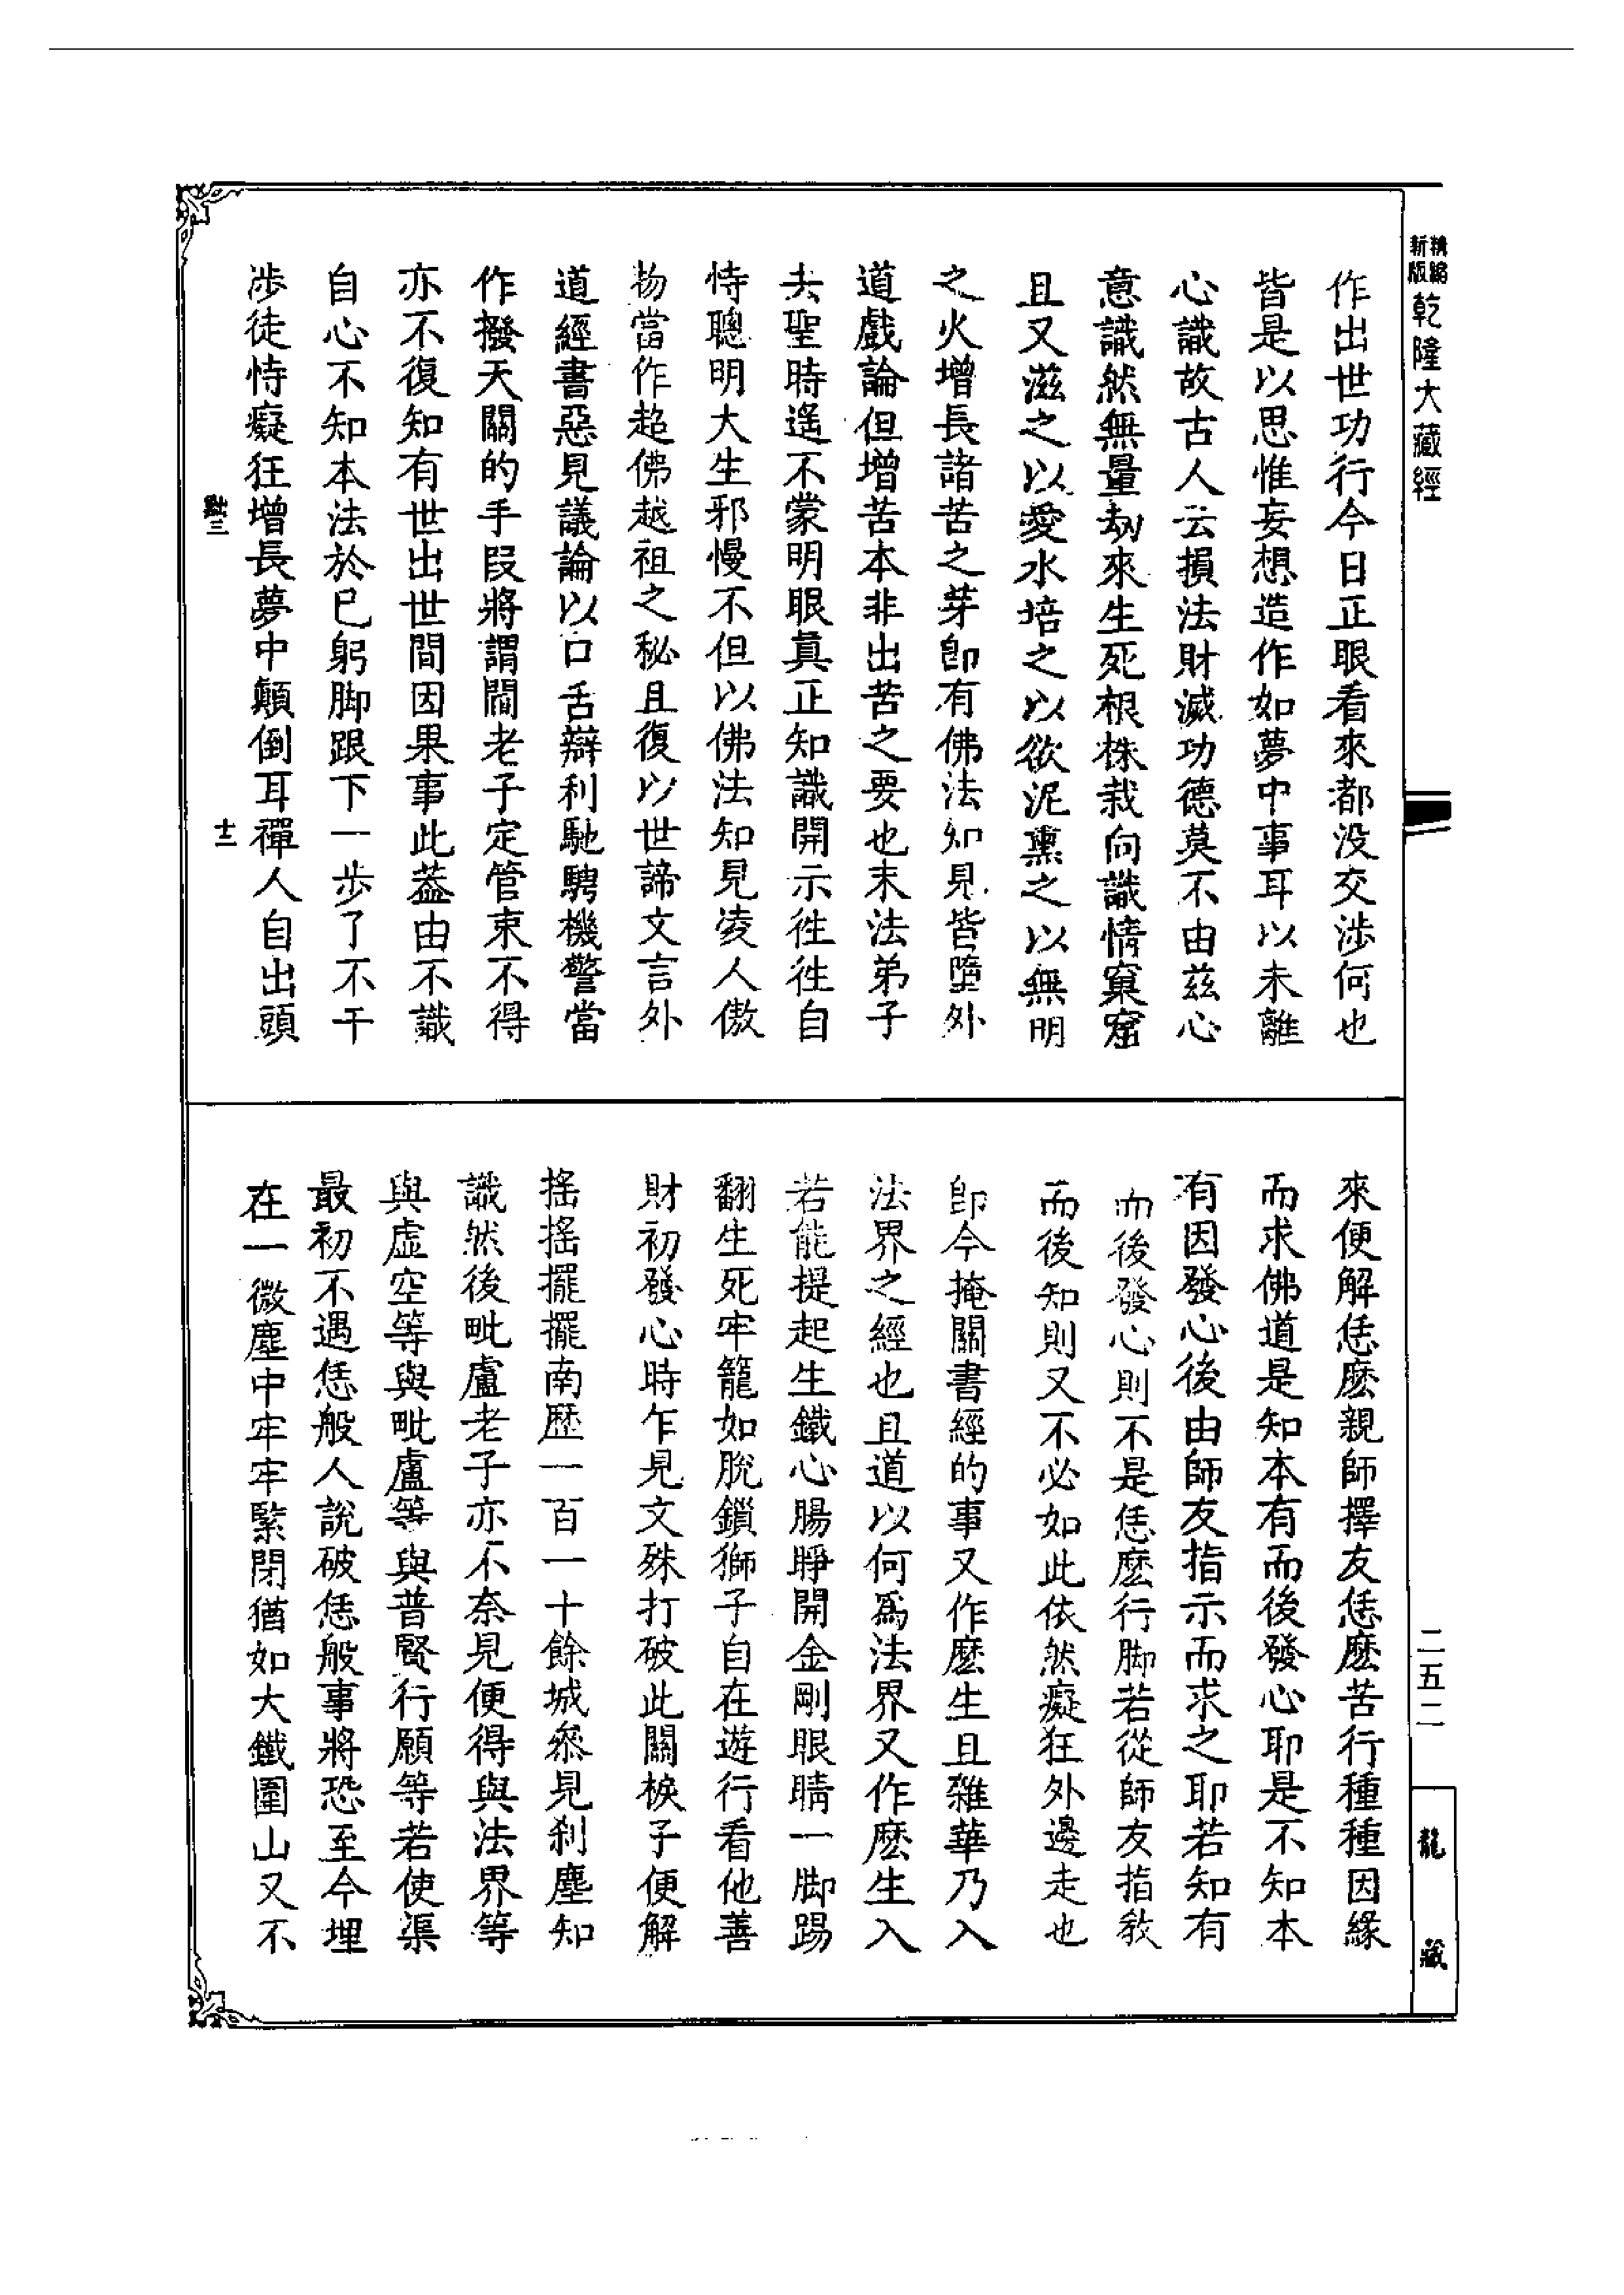 精縮新版
乾隆大藏經
作出世功行今日正眼看來都没交涉何也
皆是以思惟妄想造作如夢中事耳以未離
心識故古人云損法財滅功德莫不由兹心
意識然無量劫來生死根株栽向識情窠窟
且又滋之以愛水培之以欲泥熏之以無明
之火增長諸苦之芽卽有佛法知見皆墮外
道戲論但增苦本非出苦之要也末法弟子
去聖時遥不蒙明眼眞正知識開示徃徃自
恃聰明大生邪慢不但以佛法知見凌人傲
物當作超佛越祖之秘且復以世諦文言外
道經書惡見議論以口舌辯利馳騁機警當
作撥天關的手段將謂閻老子定管束不得
亦不復知有世出世間因果事此葢由不識
自心不知本法於已躬脚跟下一步了不干
涉徒恃癡狂增長夢中顛倒耳禪人自出頭
十二
來便解恁麽親師擇友恁麽苦行種種因緣
而求佛道是知本有而後發心耶是不知本
有因發心後由師友指示而求之耶若知有
而後發心則不是恁麽行脚若從師友指教
而後知則又不必如此依然癡狂外邊走也
卽今掩關書經的事又作麽生且雜華乃入
法界之經也且道以何爲法界又作麽生入
若能提起生鐵心腸睜開金剛眼睛一脚踢
翻生死牢籠如脫鎖獅子自在遊行看他善
財初發心時乍見文殊打破此關棙子便解
搖搖擺擺南歷一百一十餘城叅見刹塵知
識然後毗盧老子亦不奈見便得與法界等
與虛空等與毗盧等與普賢行願等若使渠
最初不遇恁般人說破恁般事將恐至今埋
在一微塵中牢牢緊閉猶如大鐵圍山又不
二五二
龍藏